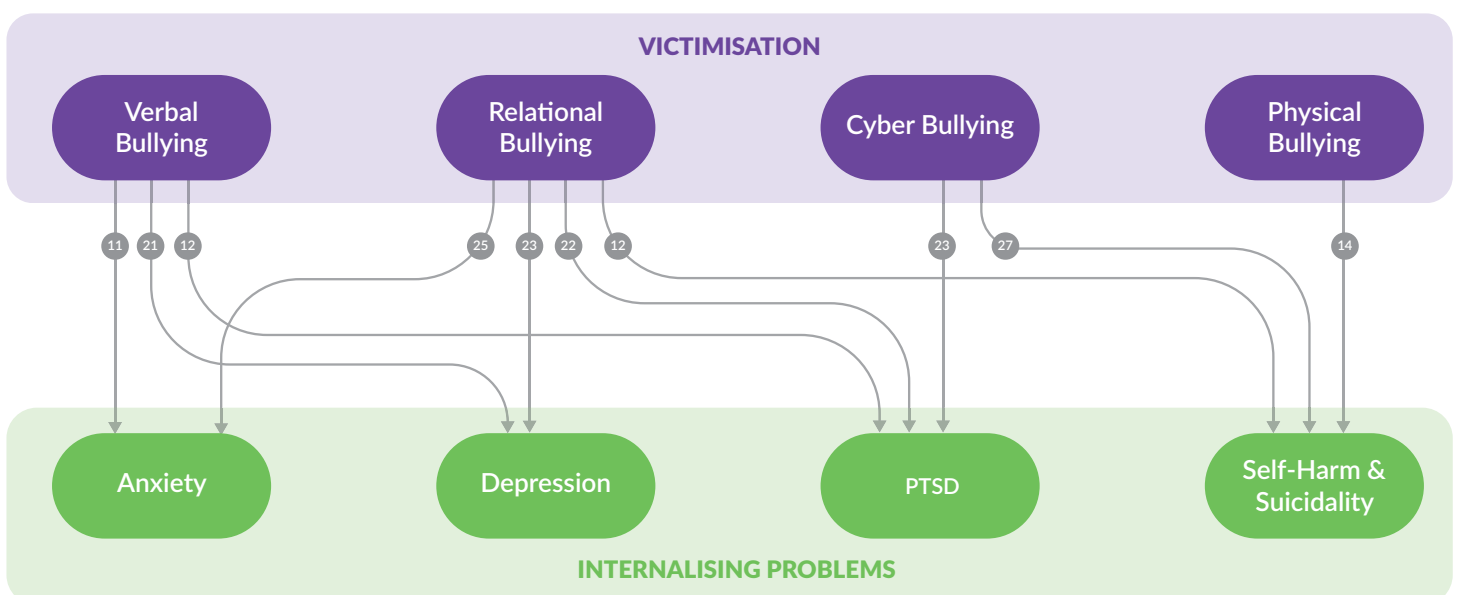 VICTIMISATION
Verbal
Bullying
Relational
Bullying
Cyber Bullying
Physical
Bullying
11
21
12
25
23
22
12
23
27
14
Anxiety
Depression
PTSD
Self-Harm &
Suicidality
INTERNALISING PROBLEMS